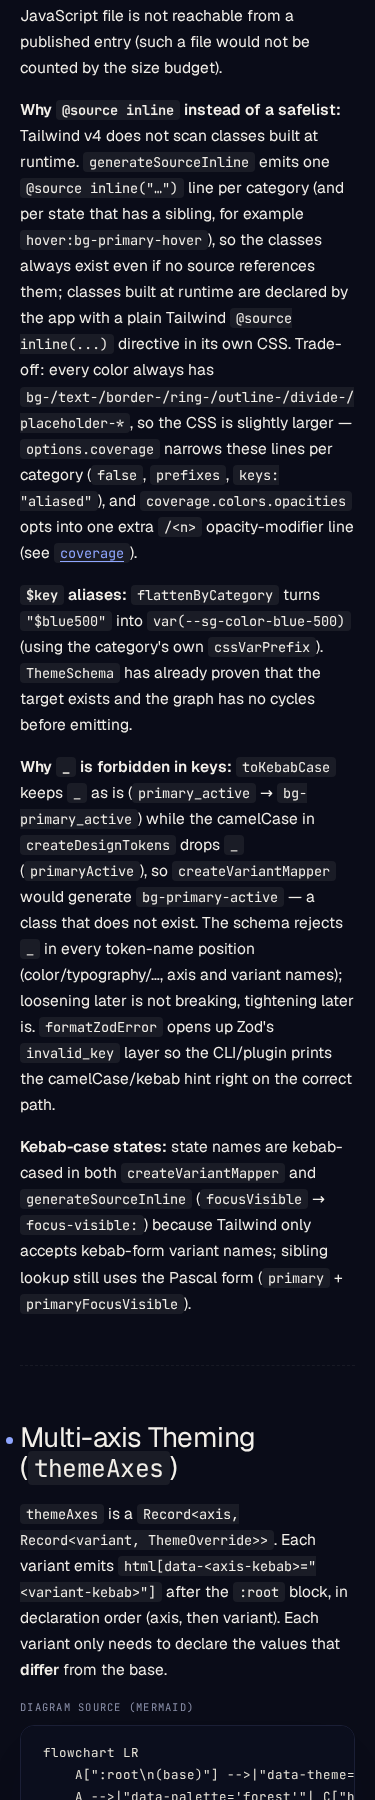 JavaScript file is not reachable from a
published entry (such a file would not be
counted by the size budget).
Why @source inline instead of a safelist:
Tailwind v4 does not scan classes built at
runtime. generateSourceInline emits one
@source inline("…") line per category (and
per state that has a sibling, for example
hover:bg-primary-hover), so the classes
always exist even if no source references
them; classes built at runtime are declared by
the app with a plain Tailwind @source
inline(...) directive in its own CSS. Trade-
off: every color always has
bg-/text-/border-/ring-/outline-/divide-/
placeholder-*, so the CSS is slightly larger —
options.coverage narrows these lines per
category (false, prefixes, keys:
"aliased"), and coverage.colors.opacities
opts into one extra /<n> opacity-modifier line
(see coverage).
$key aliases: flattenByCategory turns
"$blue500" into var(--sg-color-blue-500)
(using the category's own cssVarPrefix).
ThemeSchema has already proven that the
target exists and the graph has no cycles
before emitting.
Why _ is forbidden in keys: toKebabCase
keeps _ as is (primary_active → bg-
primary_active) while the camelCase in
createDesignTokens drops _
(primaryActive), so createVariantMapper
would generate bg-primary-active — a
class that does not exist. The schema rejects
_ in every token-name position
(color/typography/…, axis and variant names);
loosening later is not breaking, tightening later
is. formatZodError opens up Zod's
invalid_key layer so the CLI/plugin prints
the camelCase/kebab hint right on the correct
path.
Kebab-case states: state names are kebab-
cased in both createVariantMapper and
generateSourceInline (focusVisible →
focus-visible:) because Tailwind only
accepts kebab-form variant names; sibling
lookup still uses the Pascal form (primary +
primaryFocusVisible).
Multi-axis Theming
(themeAxes)
themeAxes is a Record<axis,
Record<variant, ThemeOverride>>. Each
variant emits html[data-<axis-kebab>="
<variant-kebab>"] after the :root block, in
declaration order (axis, then variant). Each
variant only needs to declare the values that
differ from the base.
DIAGRAM SOURCE (MERMAID)
flowchart LR
A[":root\n(base)"] -->|"data-theme=
A -->|"data-palette='forest'"| C["h